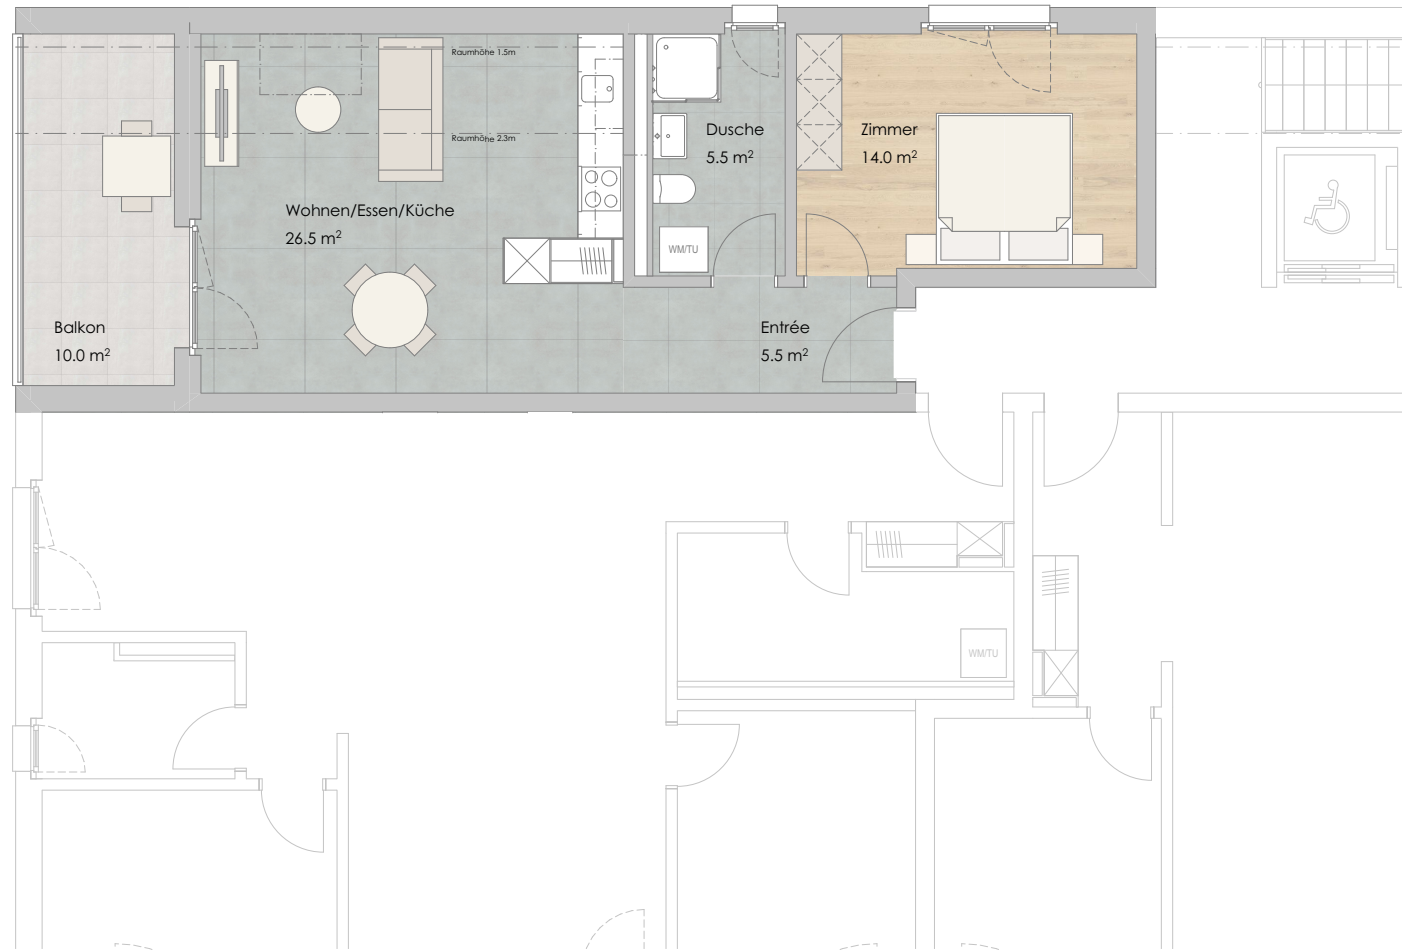 Raumhöhe 1.5m
Raumhöhe 2.3m
Dusche
5.5 m²
Zimmer
14.0 m²
Wohnen/Essen/Küche
26.5 m²
WM/TU
Balkon
10.0 m²
Entrée
5.5 m²
WM/TU